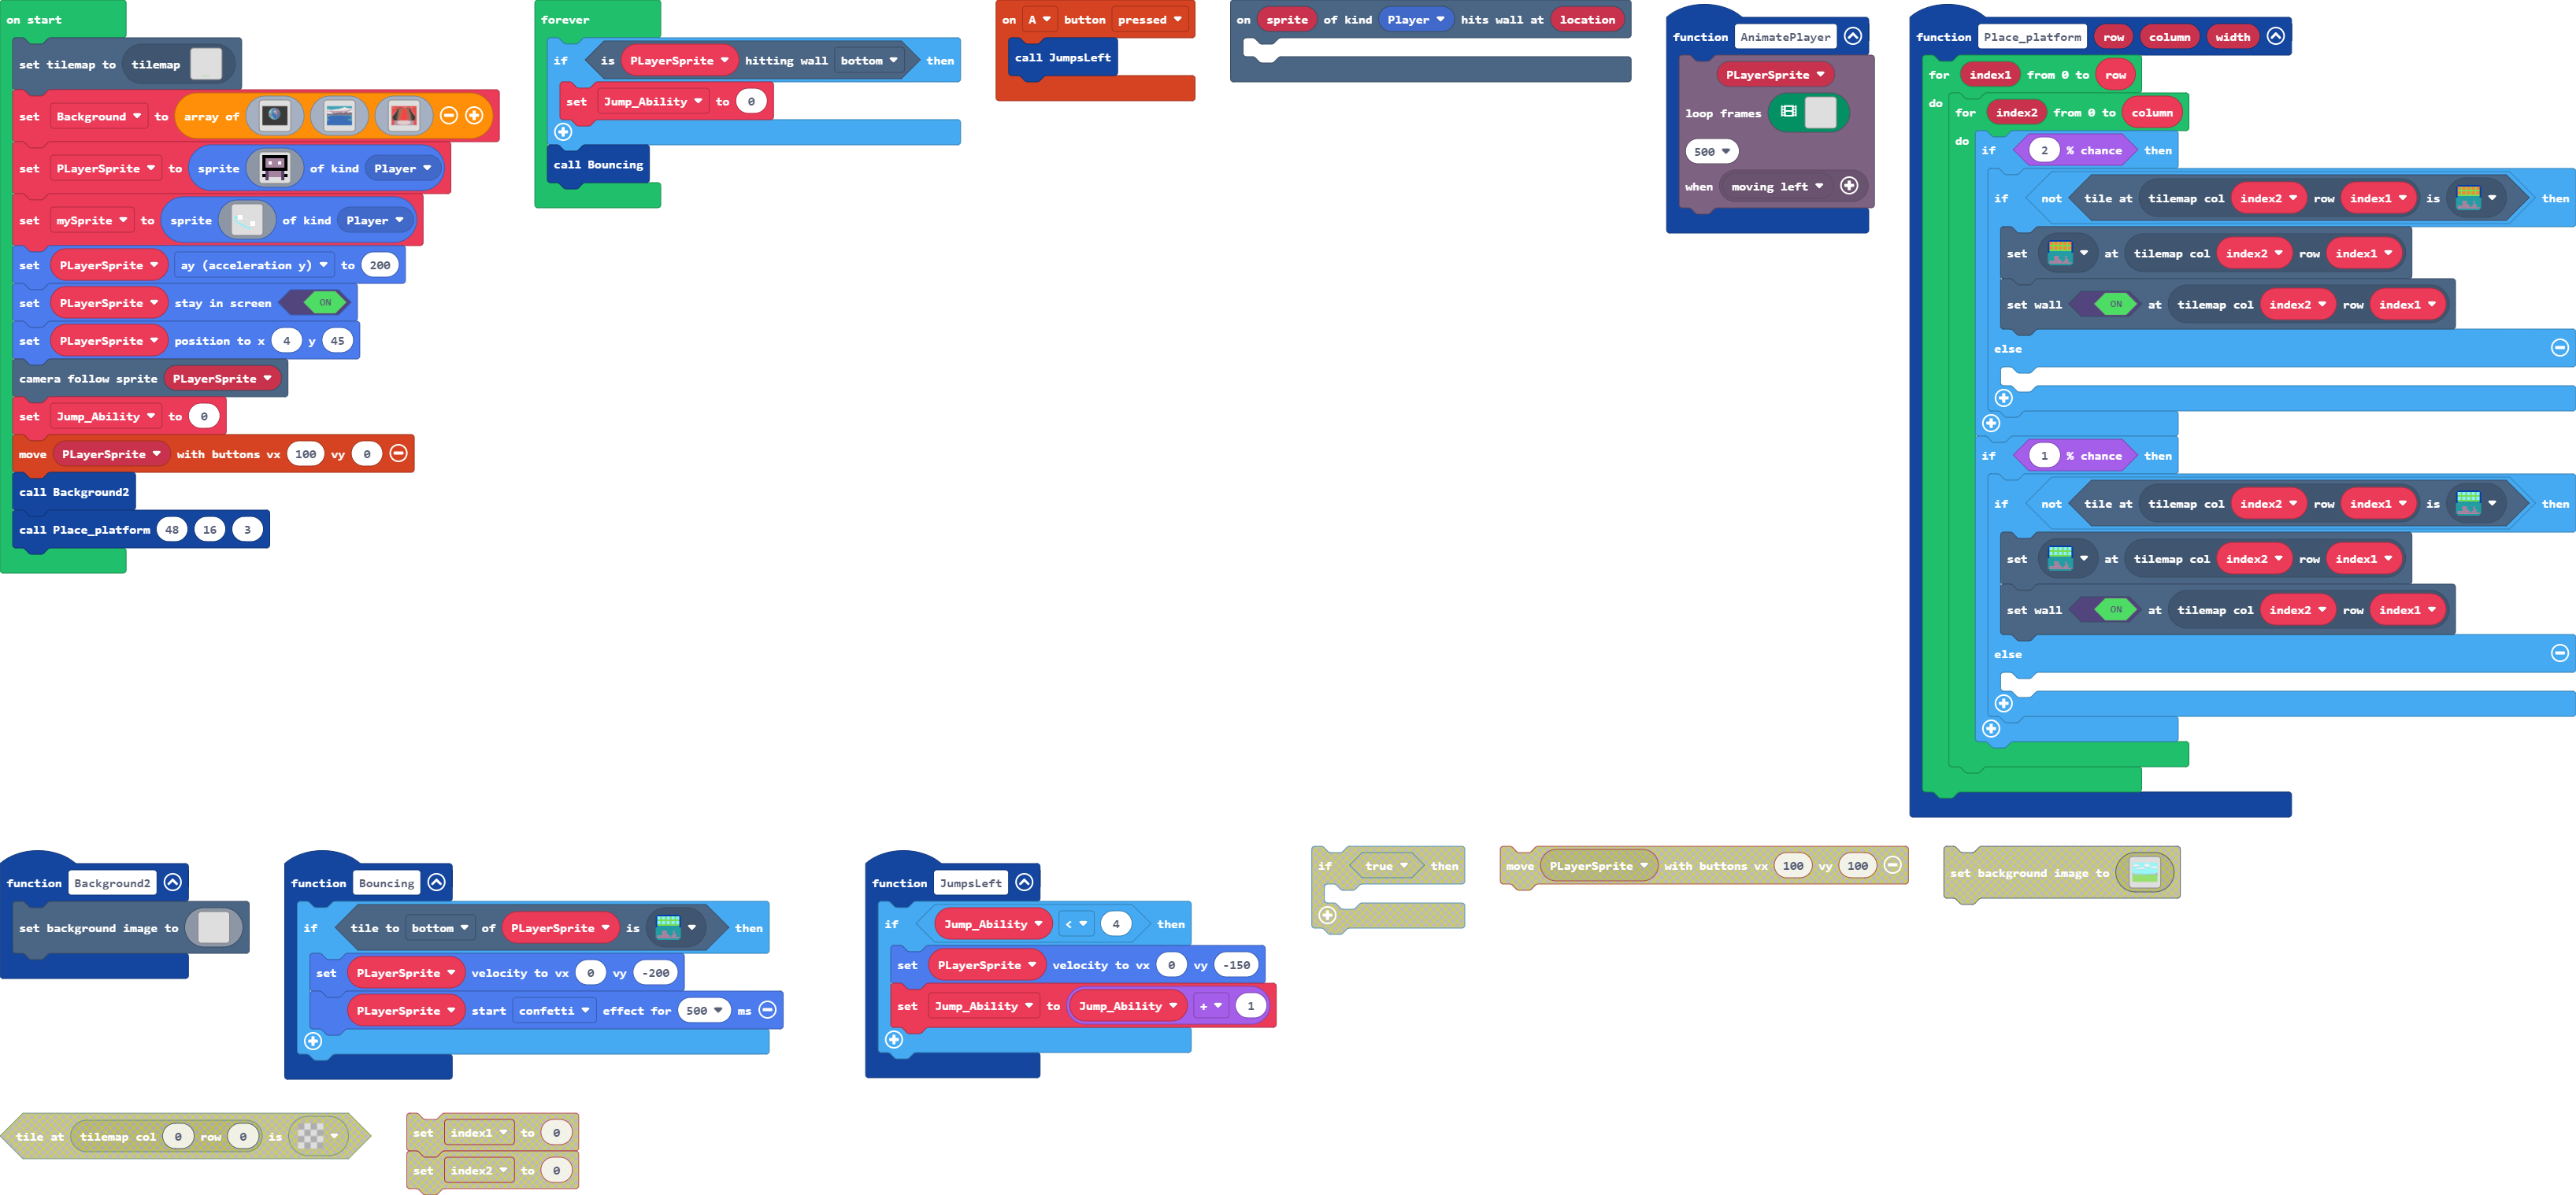 on start
set tilemap to tilemap
set Background to array of
set PLayerSprite to sprite of kind Player
set mySprite to sprite of kind Player
set PLayerSprite ay (acceleration y) to 200
set PLayerSprite stay in screen ON
set PLayerSprite position to x 4 y 45
camera follow sprite PLayerSprite
set Jump_Ability to 0
move PLayerSprite with buttons vx 100 vy 0
call Background2
call Place_platform 48 16 3
forever
if is PLayerSprite hitting wall bottom then
set Jump_Ability to 0
call Bouncing
on A button pressed
call JumpsLeft
on sprite of kind Player hits wall at location
function AnimatePlayer
PLayerSprite
loop frames
500
when moving left
function Place_platform row column width
for index1 from 0 to row
do for index2 from 0 to column
do if 2 % chance then
if not tile at tilemap col index2 row index1 is then
set at tilemap col index2 row index1
set wall ON at tilemap col index2 row index1
else
if 1 % chance then
if not tile at tilemap col index2 row index1 is then
set at tilemap col index2 row index1
set wall ON at tilemap col index2 row index1
else
function Background2
set background image to
function Bouncing
if tile to bottom of PLayerSprite is then
set PLayerSprite velocity to vx 0 vy -200
PLayerSprite start confetti effect for 500 ms
function JumpsLeft
if Jump_Ability < 4 then
set PLayerSprite velocity to vx 0 vy -150
set Jump_Ability to Jump_Ability + 1
if true then
move PLayerSprite with buttons vx 100 vy 100
set background image to
tile at tilemap col 0 row 0 is
set index1 to 0
set index2 to 0